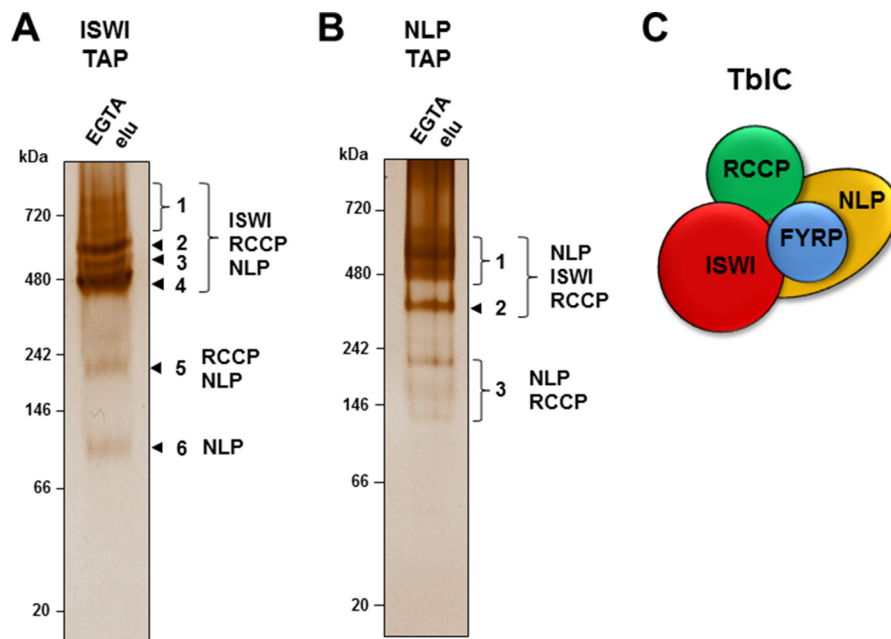 A
ISWI
TAP
EGTA
elu
kDa
720
480
242
146
66
20
1
2
3
4
5
6
ISWI
RCCP
NLP
RCCP
NLP
NLP
B
NLP
TAP
EGTA
elu
kDa
720
480
242
146
66
20
1
2
3
NLP
ISWI
RCCP
NLP
RCCP
C
TbIC
RCCP
NLP
FYRP
ISWI